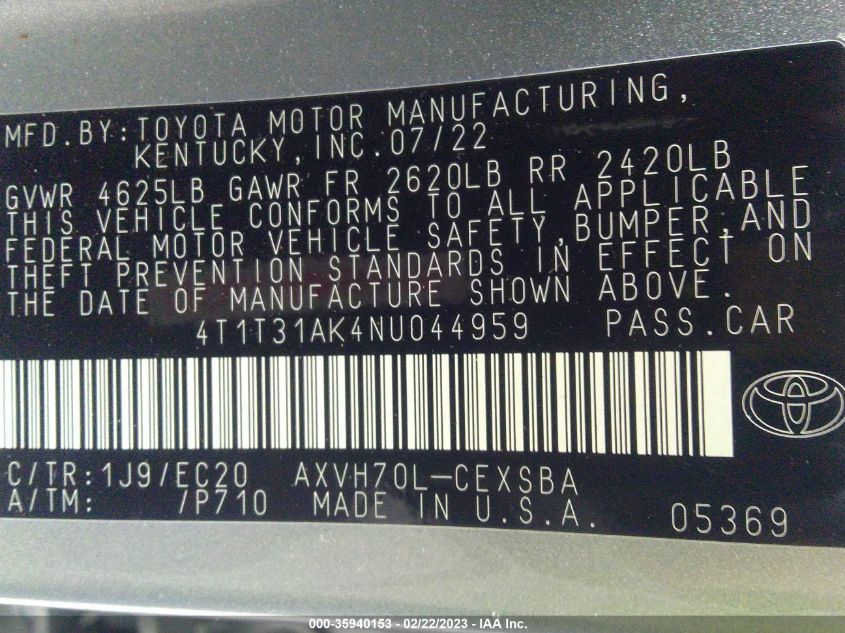 MFD.BY:TOYOTA MOTOR MANUFACTURING,
KENTUCKY,INC.07/22
GVWR 4625LB GAWR FR 2620LB RR 2420LB
THIS VEHICLE CONFORMS TO ALL APPLICABLE
FEDERAL MOTOR VEHICLE SAFETY,BUMPER,AND
THEFT PREVENTION STANDARDS IN EFFECT ON
THE DATE OF MANUFACTURE SHOWN ABOVE.
4T1T31AK4NU044959 PASS.CAR
C/TR:1J9/EC20 AXVH70L-CEXSBA
A/TM: /P710 MADE IN U.S.A. 05369
000-35940153 - 02/22/2023 - IAA Inc.